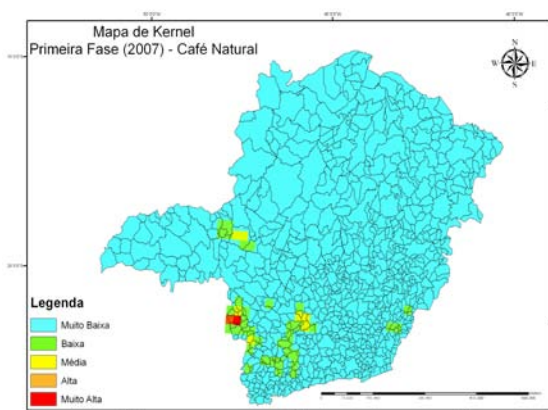 Mapa de Kernel
Primeira Fase (2007) - Café Natural
N
W
E
S
Legenda
Muito Baixa
Baixa
Média
Alta
Muito Alta